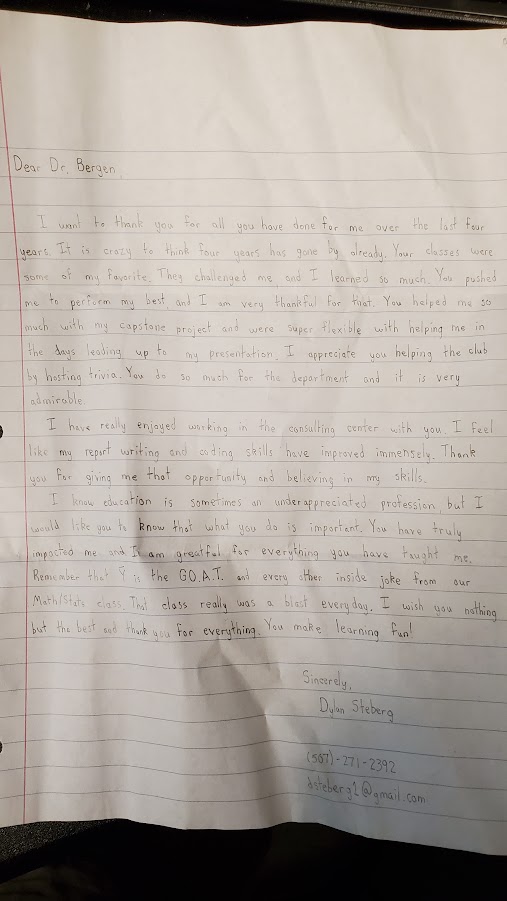 Dear Dr. Bergen,
I want to thank you for all you have done for me over the last four
years. It is crazy to think four years has gone by already. Your classes were
some of my favorite. They challenged me and I learned so much. You pushed
me to perform my best and I am very thankful for that. You helped me so
much with my capstone project and were super flexible with helping me in
the days leading up to my presentation. I appreciate you helping the club
by hosting trivia. You do so much for the department and it is very
admirable.
I have really enjoyed working in the consulting center with you. I feel
like my report writing and coding skills have improved immensely. Thank
you for giving me that opportunity and believing in my skills.
I know education is sometimes an underappreciated profession, but I
would like you to know that what you do is important. You have truly
impacted me and I am greatful for everything you have taught me.
Remember that Ȳ is the G.O.A.T. and every other inside joke from our
Math/Stats class. That class really was a blast everyday. I wish you nothing
but the best and thank you for everything. You make learning fun!
Sincerely,
Dylan Steberg
(507)-271-2392
dsteberg1@gmail.com